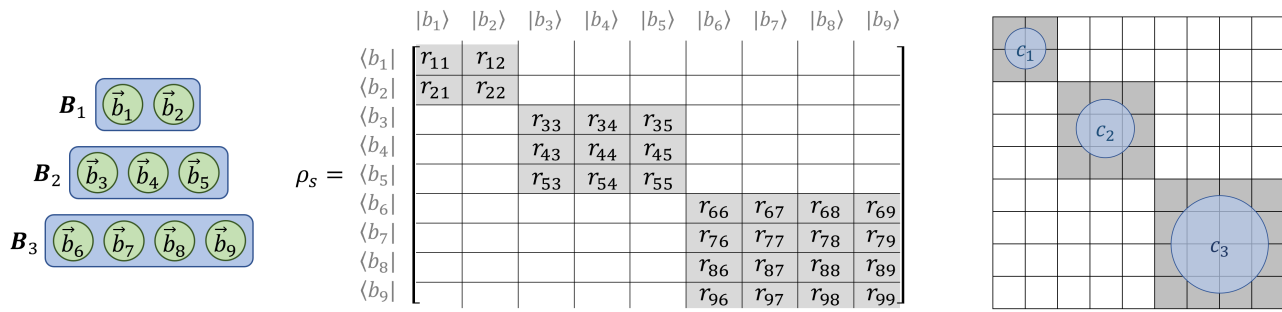 |b₁⟩ |b₂⟩ |b₃⟩ |b₄⟩ |b₅⟩ |b₆⟩ |b₇⟩ |b₈⟩ |b₉⟩
B₁ b⃗₁ b⃗₂
B₂ b⃗₃ b⃗₄ b⃗₅
B₃ b⃗₆ b⃗₇ b⃗₈ b⃗₉
ρₛ =
⟨b₁| r₁₁ r₁₂
⟨b₂| r₂₁ r₂₂
⟨b₃| r₃₃ r₃₄ r₃₅
⟨b₄| r₄₃ r₄₄ r₄₅
⟨b₅| r₅₃ r₅₄ r₅₅
⟨b₆| r₆₆ r₆₇ r₆₈ r₆₉
⟨b₇| r₇₆ r₇₇ r₇₈ r₇₉
⟨b₈| r₈₆ r₈₇ r₈₈ r₈₉
⟨b₉| r₉₆ r₉₇ r₉₈ r₉₉
c₁
c₂
c₃